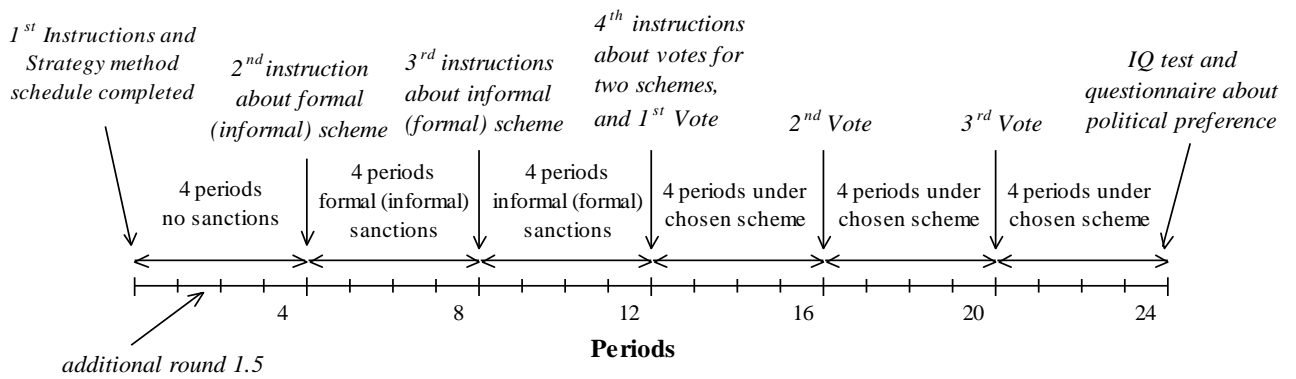 1st Instructions and
Strategy method
schedule completed
2nd instruction
about formal
(informal) scheme
3rd instructions
about informal
(formal) scheme
4th instructions
about votes for
two schemes,
and 1st Vote
2nd Vote
3rd Vote
IQ test and
questionnaire about
political preference
4 periods
no sanctions
4 periods
formal (informal)
sanctions
4 periods
informal (formal)
sanctions
4 periods under
chosen scheme
4 periods under
chosen scheme
4 periods under
chosen scheme
4
8
12
16
20
24
Periods
additional round 1.5